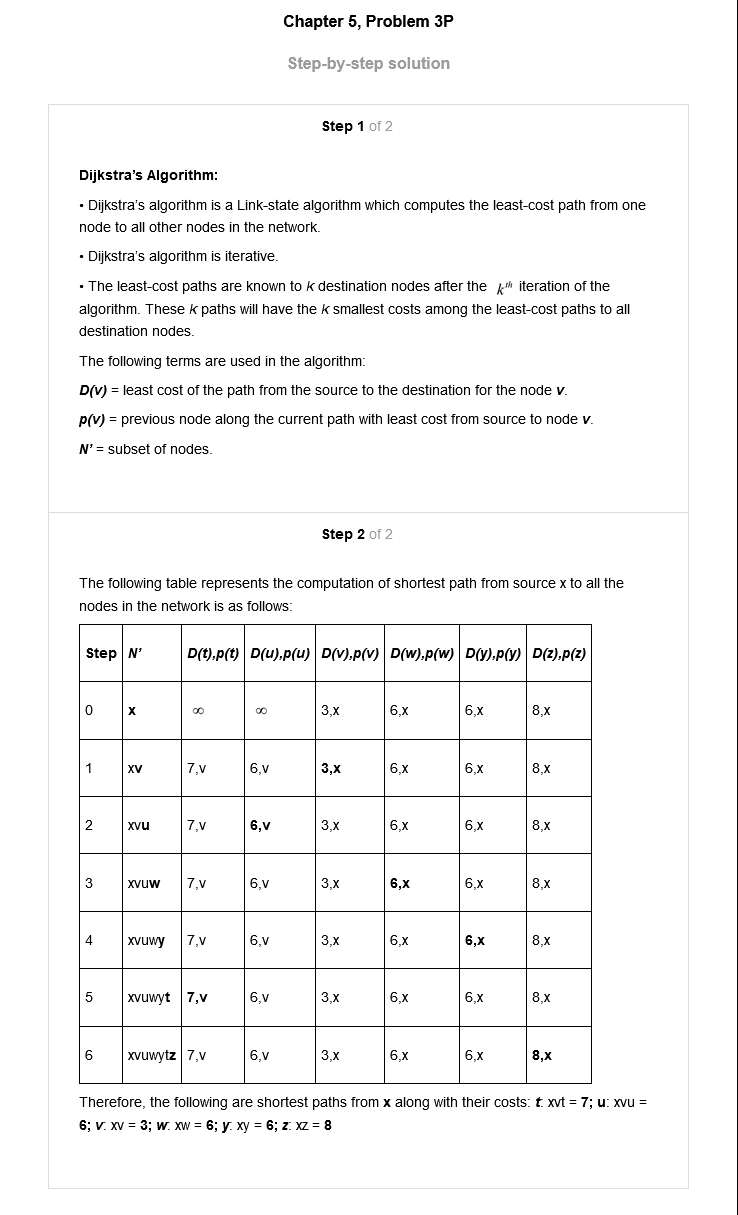 Chapter 5, Problem 3P
Step-by-step solution
Step 1 of 2
Dijkstra's Algorithm:
• Dijkstra's algorithm is a Link-state algorithm which computes the least-cost path from one
node to all other nodes in the network.
• Dijkstra's algorithm is iterative.
• The least-cost paths are known to k destination nodes after the kth iteration of the
algorithm. These k paths will have the k smallest costs among the least-cost paths to all
destination nodes.
The following terms are used in the algorithm:
D(v) = least cost of the path from the source to the destination for the node v.
p(v) = previous node along the current path with least cost from source to node v.
N' = subset of nodes.
Step 2 of 2
The following table represents the computation of shortest path from source x to all the
nodes in the network is as follows:
Step N' D(t),p(t) D(u),p(u) D(v),p(v) D(w),p(w) D(y),p(y) D(z),p(z)
0 x ∞ ∞ 3,x 6,x 6,x 8,x
1 xv 7,v 6,v 3,x 6,x 6,x 8,x
2 xvu 7,v 6,v 3,x 6,x 6,x 8,x
3 xvuw 7,v 6,v 3,x 6,x 6,x 8,x
4 xvuwy 7,v 6,v 3,x 6,x 6,x 8,x
5 xvuwyt 7,v 6,v 3,x 6,x 6,x 8,x
6 xvuwytz 7,v 6,v 3,x 6,x 6,x 8,x
Therefore, the following are shortest paths from x along with their costs: t: xvt = 7; u: xvu =
6; v: xv = 3; w: xw = 6; y: xy = 6; z: xz = 8